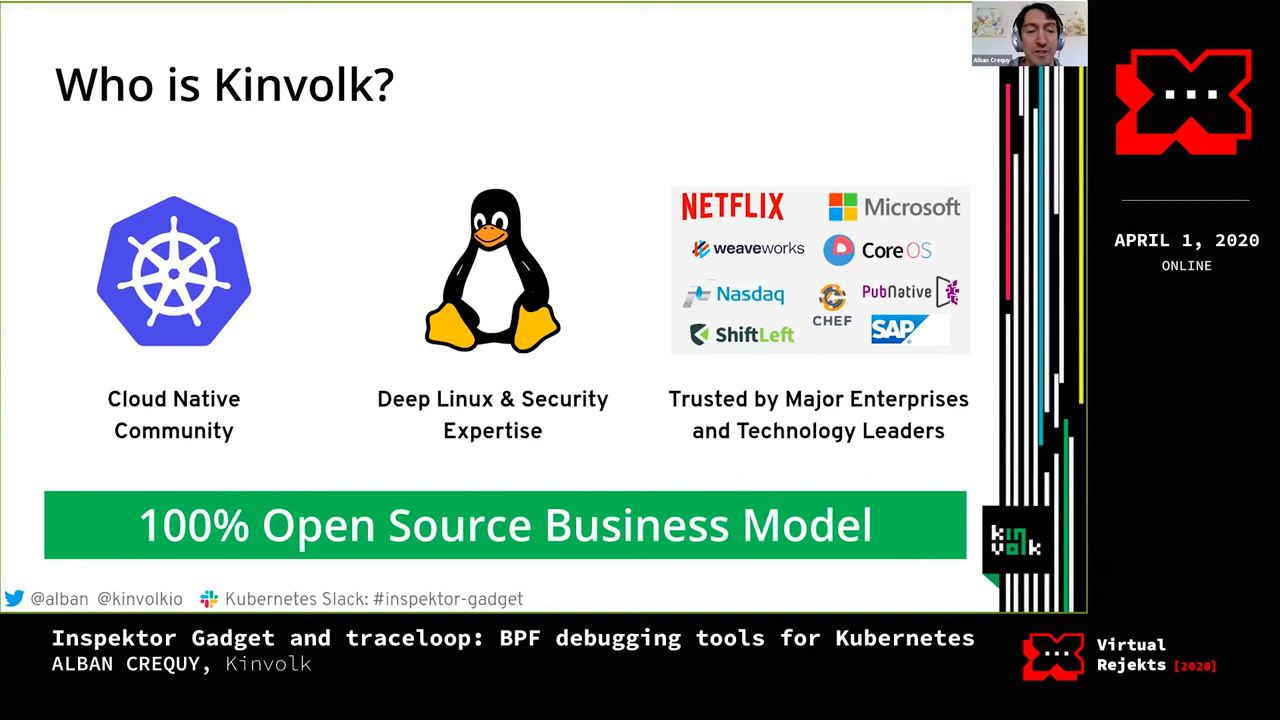 Who is Kinvolk?
Alban Crequy
NETFLIX
Microsoft
weaveworks
CoreOS
Nasdaq
CHEF
PubNative
ShiftLeft
SAP
Cloud Native
Community
Deep Linux & Security
Expertise
Trusted by Major Enterprises
and Technology Leaders
100% Open Source Business Model
kin
volk
@alban @kinvolkio
Kubernetes Slack: #inspektor-gadget
APRIL 1, 2020
ONLINE
Inspektor Gadget and traceloop: BPF debugging tools for Kubernetes
ALBAN CREQUY, Kinvolk
Virtual
Rejekts [2020]